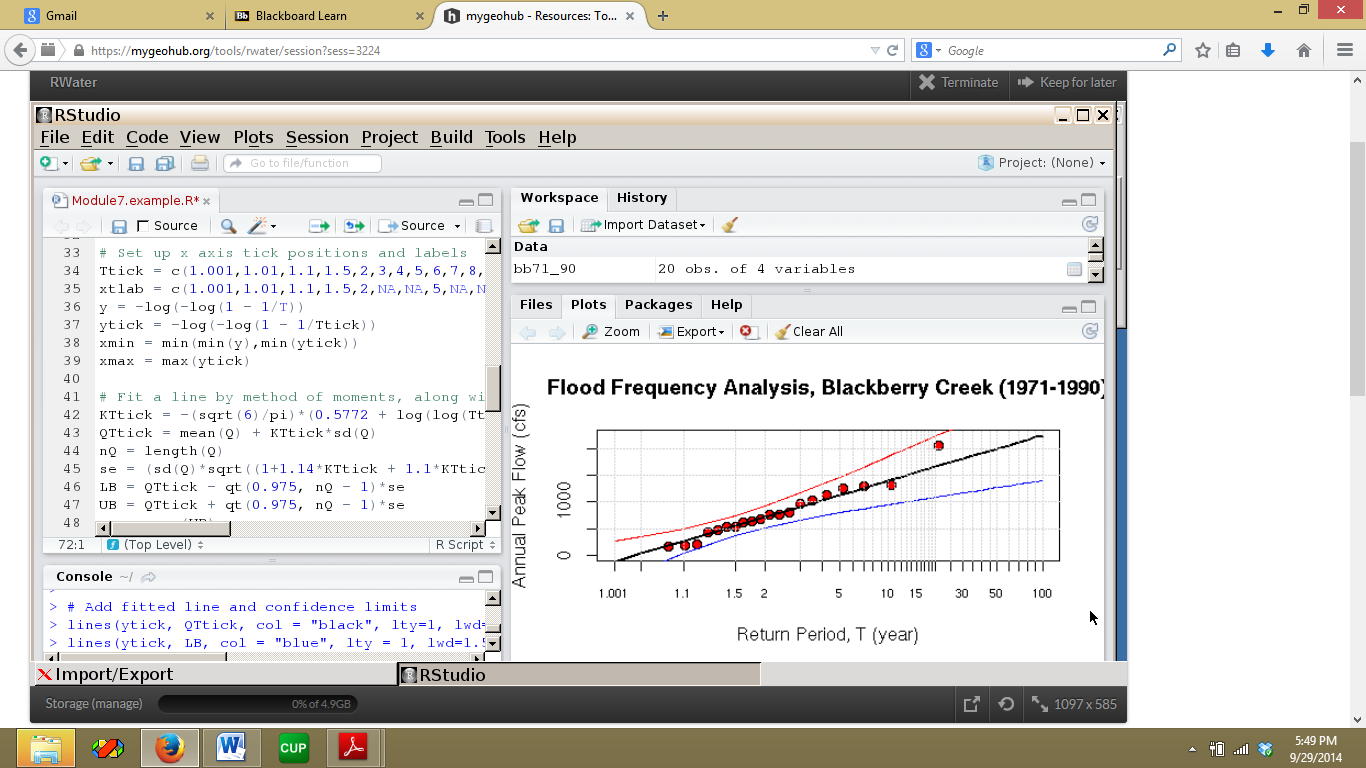 Gmail
Blackboard Learn
mygeohub - Resources: To...
https://mygeohub.org/tools/rwater/session?sess=3224
Google
RWater
Terminate
Keep for later
RStudio
File Edit Code View Plots Session Project Build Tools Help
Go to file/function
Project: (None)
Module7.example.R*
Source
Source
33 # Set up x axis tick positions and labels
34 Ttick = c(1.001,1.01,1.1,1.5,2,3,4,5,6,7,8,
35 xtlab = c(1.001,1.01,1.1,1.5,2,NA,NA,5,NA,N
36 y = -log(-log(1 - 1/T))
37 ytick = -log(-log(1 - 1/Ttick))
38 xmin = min(min(y),min(ytick))
39 xmax = max(ytick)
40
41 # Fit a line by method of moments, along wi
42 KTtick = -(sqrt(6)/pi)*(0.5772 + log(log(Tt
43 QTtick = mean(Q) + KTtick*sd(Q)
44 nQ = length(Q)
45 se = (sd(Q)*sqrt((1+1.14*KTtick + 1.1*KTtic
46 LB = QTtick - qt(0.975, nQ - 1)*se
47 UB = QTtick + qt(0.975, nQ - 1)*se
48
72:1 (Top Level) R Script
Console ~/
>
> # Add fitted line and confidence limits
> lines(ytick, QTtick, col = "black", lty=1, lwd=
> lines(ytick, LB, col = "blue", lty = 1, lwd=1.5
Workspace History
Import Dataset
Data
bb71_90 20 obs. of 4 variables
Files Plots Packages Help
Zoom Export Clear All
Flood Frequency Analysis, Blackberry Creek (1971-1990)
Annual Peak Flow (cfs)
1000
0
1.001 1.1 1.5 2 5 10 15 30 50 100
Return Period, T (year)
Import/Export
RStudio
Storage (manage)
0% of 4.9GB
1097 x 585
CUP
5:49 PM
9/29/2014